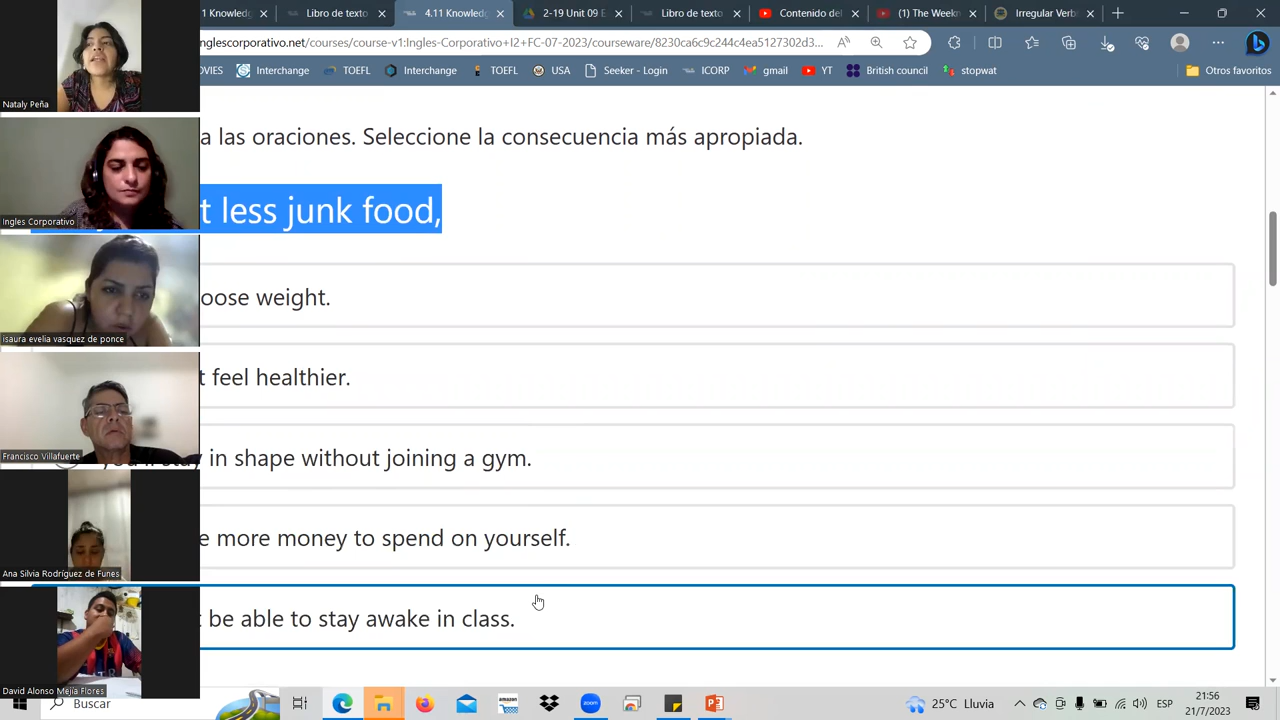 Libro de texto
4.11 Knowledg
2-19 Unit 09 E
Libro de texto
Contenido del
(1) The Weekn
Irregular Verb
nglescorporativo.net/courses/course-v1:Ingles-Corporativo+I2+FC-07-2023/courseware/8230ca6c9c244c4ea5127302d3...
OVIES
Interchange
TOEFL
Interchange
TOEFL
USA
Seeker - Login
ICORP
gmail
YT
British council
stopwat
Otros favoritos
Nataly Peña
a las oraciones. Seleccione la consecuencia más apropiada.
t less junk food,
Ingles Corporativo
oose weight.
isaura evelia vasquez de ponce
t feel healthier.
Francisco Villafuerte
you'll stay in shape without joining a gym.
e more money to spend on yourself.
Ana Silvia Rodríguez de Funes
t be able to stay awake in class.
David Alonso Mejía Flores
Buscar
25°C Lluvia
ESP
21:56
21/7/2023